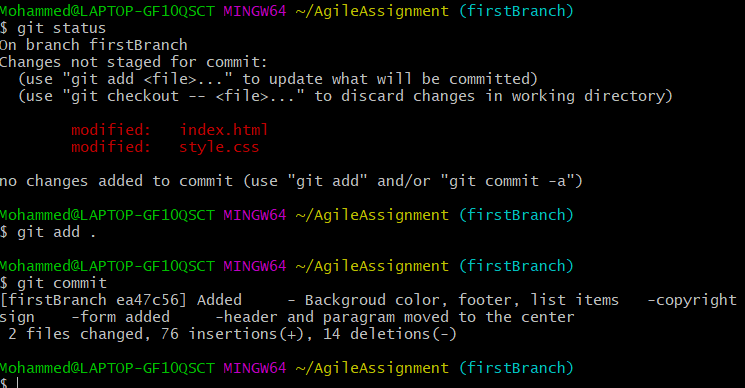 Mohammed@LAPTOP-GF10QSCT MINGW64 ~/AgileAssignment (firstBranch)
$ git status
On branch firstBranch
Changes not staged for commit:
  (use "git add <file>..." to update what will be committed)
  (use "git checkout -- <file>..." to discard changes in working directory)

        modified:   index.html
        modified:   style.css

no changes added to commit (use "git add" and/or "git commit -a")

Mohammed@LAPTOP-GF10QSCT MINGW64 ~/AgileAssignment (firstBranch)
$ git add .

Mohammed@LAPTOP-GF10QSCT MINGW64 ~/AgileAssignment (firstBranch)
$ git commit
[firstBranch ea47c56] Added    - Backgroud color, footer, list items   -copyright
sign    -form added     -header and paragram moved to the center
 2 files changed, 76 insertions(+), 14 deletions(-)

Mohammed@LAPTOP-GF10QSCT MINGW64 ~/AgileAssignment (firstBranch)
$